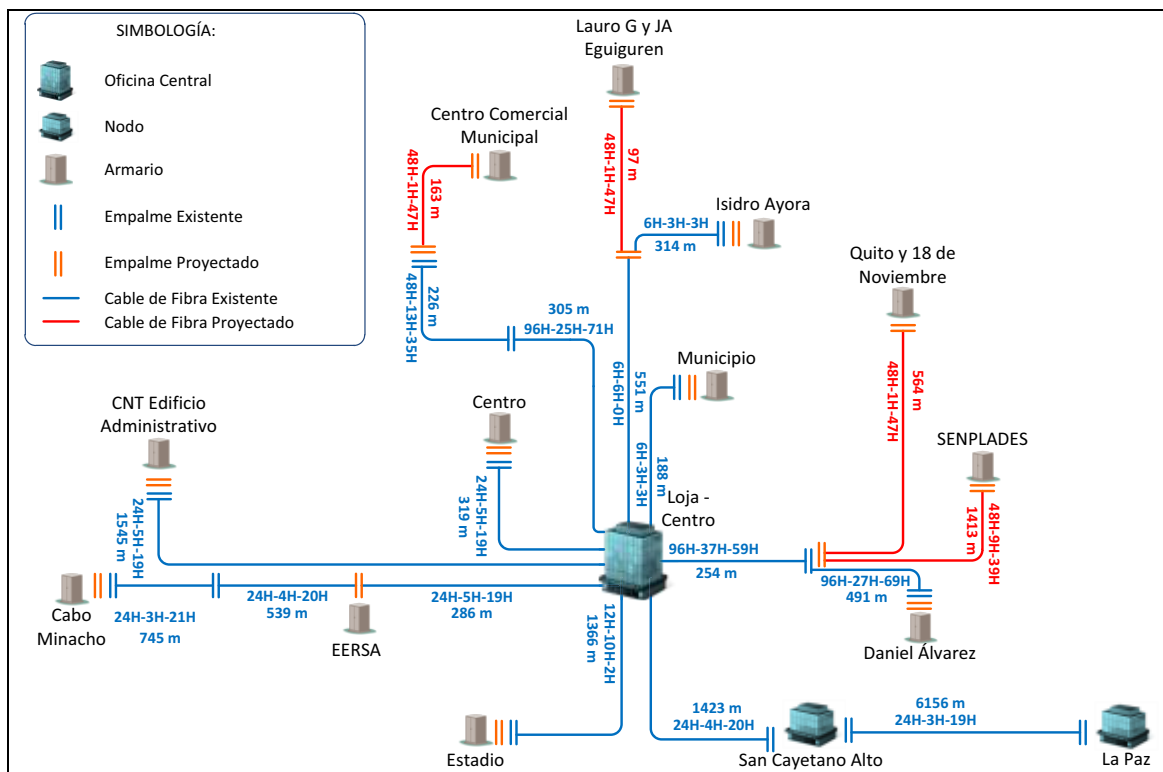 SIMBOLOGÍA:
Oficina Central
Nodo
Armario
Empalme Existente
Empalme Proyectado
Cable de Fibra Existente
Cable de Fibra Proyectado
Lauro G y JA
Eguiguren
97 m
48H-1H-47H
Centro Comercial
Municipal
163 m
48H-1H-47H
226 m
48H-13H-35H
305 m
96H-25H-71H
Isidro Ayora
6H-3H-3H
314 m
551 m
6H-6H-0H
Municipio
188 m
6H-3H-3H
Quito y 18 de
Noviembre
564 m
48H-1H-47H
SENPLADES
48H-9H-39H
1413 m
CNT Edificio
Administrativo
24H-5H-19H
1545 m
Centro
24H-5H-19H
319 m
Loja -
Centro
96H-37H-59H
254 m
96H-27H-69H
491 m
Daniel Álvarez
Cabo
Minacho
24H-3H-21H
745 m
24H-4H-20H
539 m
EERSA
24H-5H-19H
286 m
12H-10H-2H
1366 m
Estadio
1423 m
24H-4H-20H
San Cayetano Alto
6156 m
24H-3H-19H
La Paz